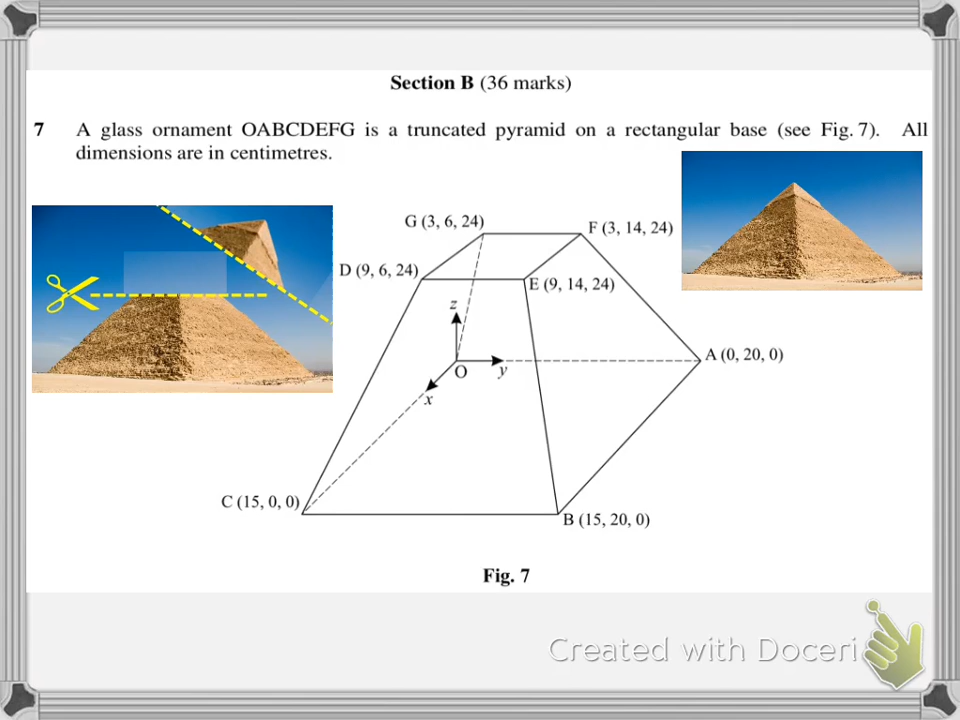 Section B (36 marks)
7 A glass ornament OABCDEFG is a truncated pyramid on a rectangular base (see Fig. 7). All
dimensions are in centimetres.
G (3, 6, 24)
F (3, 14, 24)
D (9, 6, 24)
E (9, 14, 24)
z
A (0, 20, 0)
O
y
x
C (15, 0, 0)
B (15, 20, 0)
Fig. 7
Created with Doceri